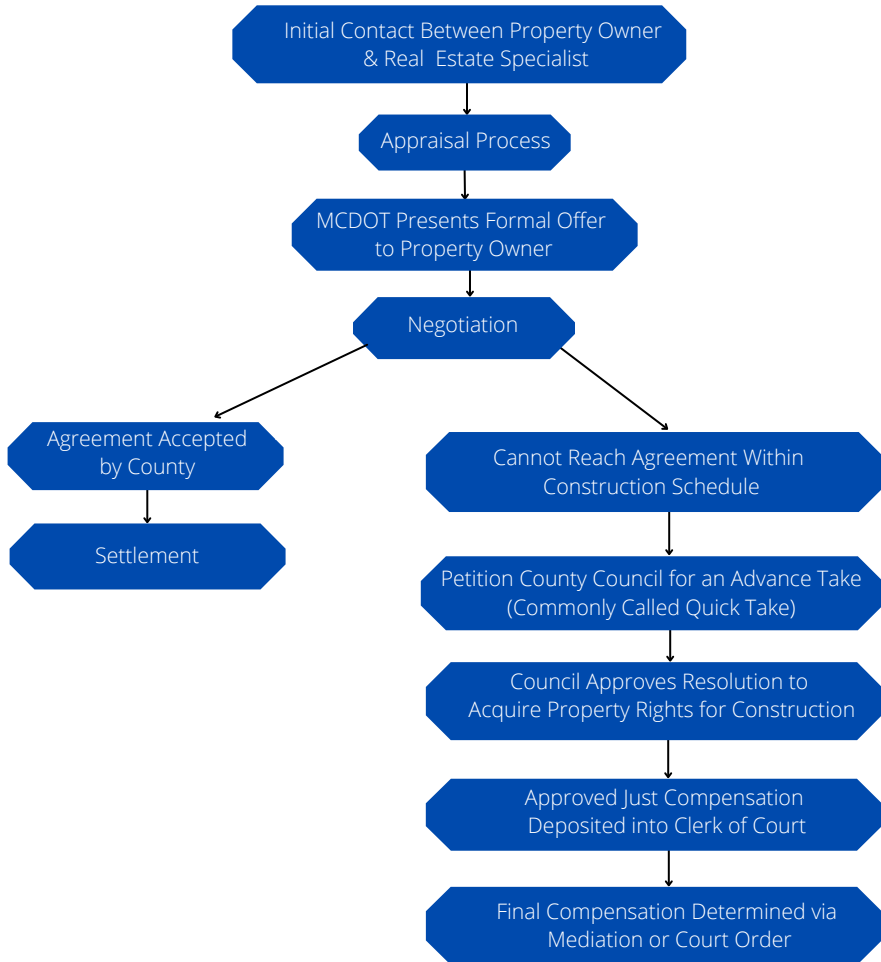 Initial Contact Between Property Owner
& Real Estate Specialist
Appraisal Process
MCDOT Presents Formal Offer
to Property Owner
Negotiation
Agreement Accepted
by County
Settlement
Cannot Reach Agreement Within
Construction Schedule
Petition County Council for an Advance Take
(Commonly Called Quick Take)
Council Approves Resolution to
Acquire Property Rights for Construction
Approved Just Compensation
Deposited into Clerk of Court
Final Compensation Determined via
Mediation or Court Order